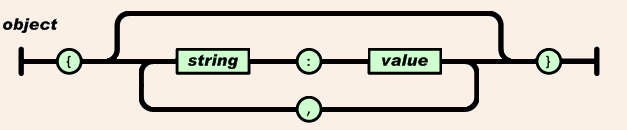 object
{ string : value }
,